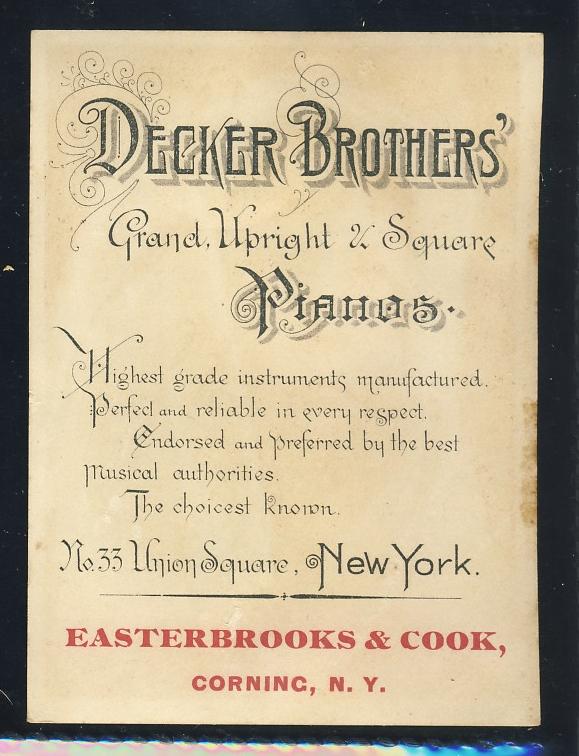 DECKER BROTHERS'
Grand, Upright & Square
PIANOS.
Highest grade instruments manufactured.
Perfect and reliable in every respect.
Endorsed and preferred by the best
musical authorities.
The choicest known.
No. 33 Union Square, New York.
EASTERBROOKS & COOK,
CORNING, N. Y.